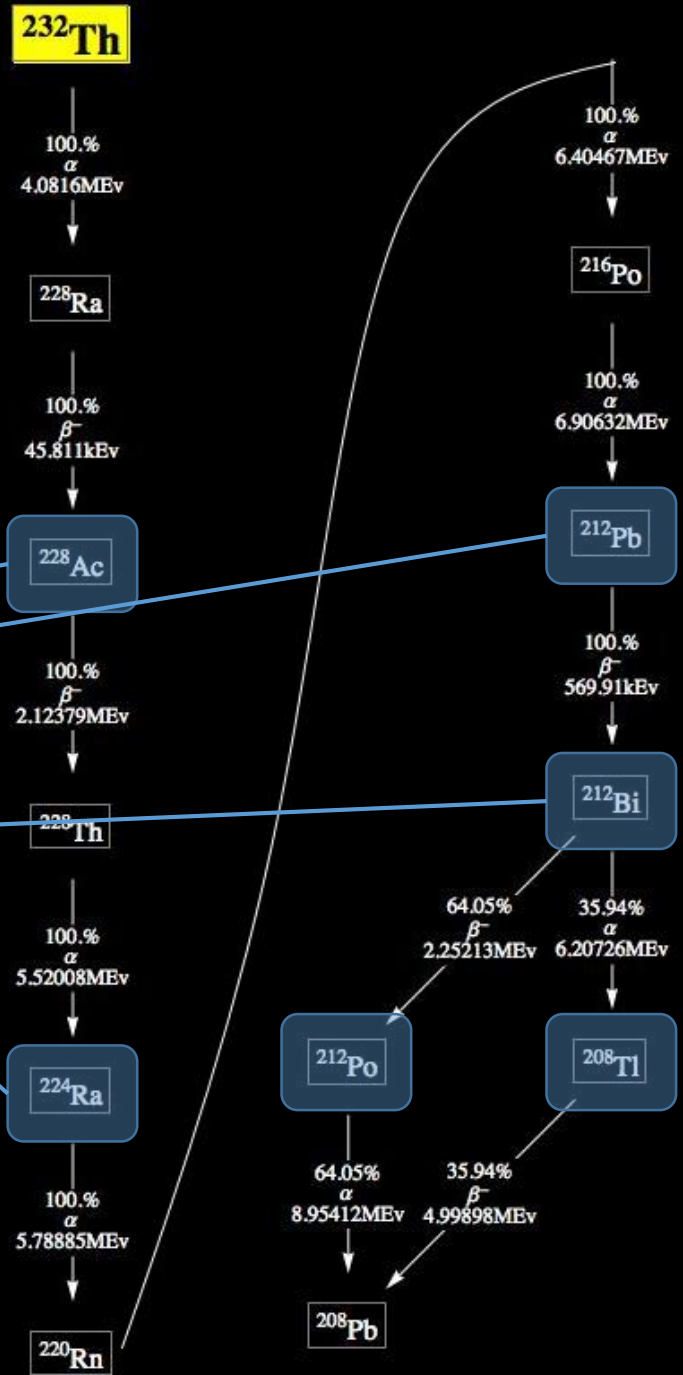 ²³²Th
100.%
α
4.0816MEv
²²⁸Ra
100.%
β⁻
45.811kEv
²²⁸Ac
100.%
β⁻
2.12379MEv
²²⁸Th
100.%
α
5.52008MEv
²²⁴Ra
100.%
α
5.78885MEv
²²⁰Rn
100.%
α
6.40467MEv
²¹⁶Po
100.%
α
6.90632MEv
²¹²Pb
100.%
β⁻
569.91kEv
²¹²Bi
64.05%
β⁻
2.25213MEv
35.94%
α
6.20726MEv
²¹²Po
²⁰⁸Tl
64.05%
α
8.95412MEv
35.94%
β⁻
4.99898MEv
²⁰⁸Pb